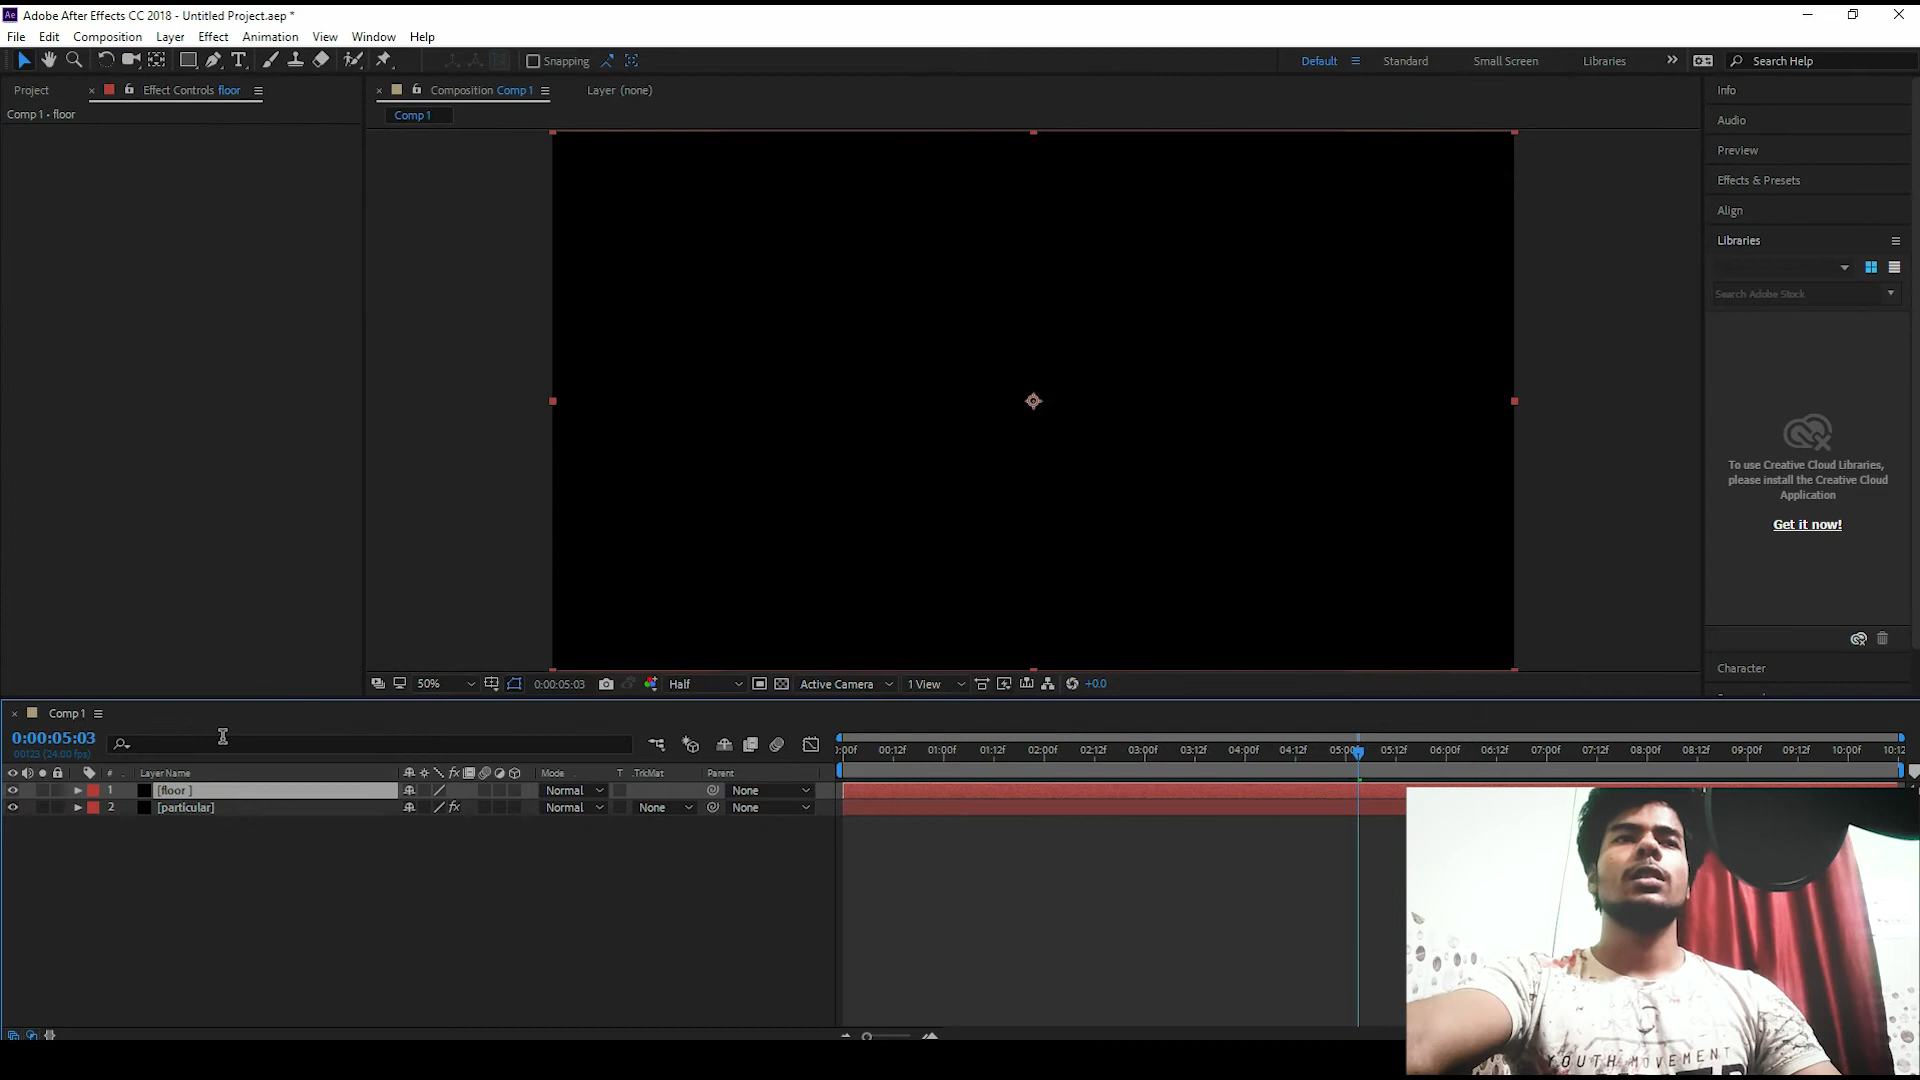 Adobe After Effects CC 2018 - Untitled Project.aep *
File Edit Composition Layer Effect Animation View Window Help
Snapping
Default Standard Small Screen Libraries Search Help
Project Effect Controls floor
Comp 1 - floor
Composition Comp 1 Layer (none)
Comp 1
Info
Audio
Preview
Effects & Presets
Align
Libraries
Search Adobe Stock
To use Creative Cloud Libraries,
please install the Creative Cloud
Application
Get it now!
Character
50% 0:00:05:03 Half Active Camera 1 View +0.0
Comp 1
0:00:05:03
00123 (24.00 fps)
# Layer Name Mode T .TrkMat Parent
1 [floor ] Normal None
2 [particular] Normal None None
:00f 00:12f 01:00f 01:12f 02:00f 02:12f 03:00f 03:12f 04:00f 04:12f 05:00f 05:12f 06:00f 06:12f 07:00f 07:12f 08:00f 08:12f 09:00f 09:12f 10:00f 10:12
YOUTH MOVEMENT